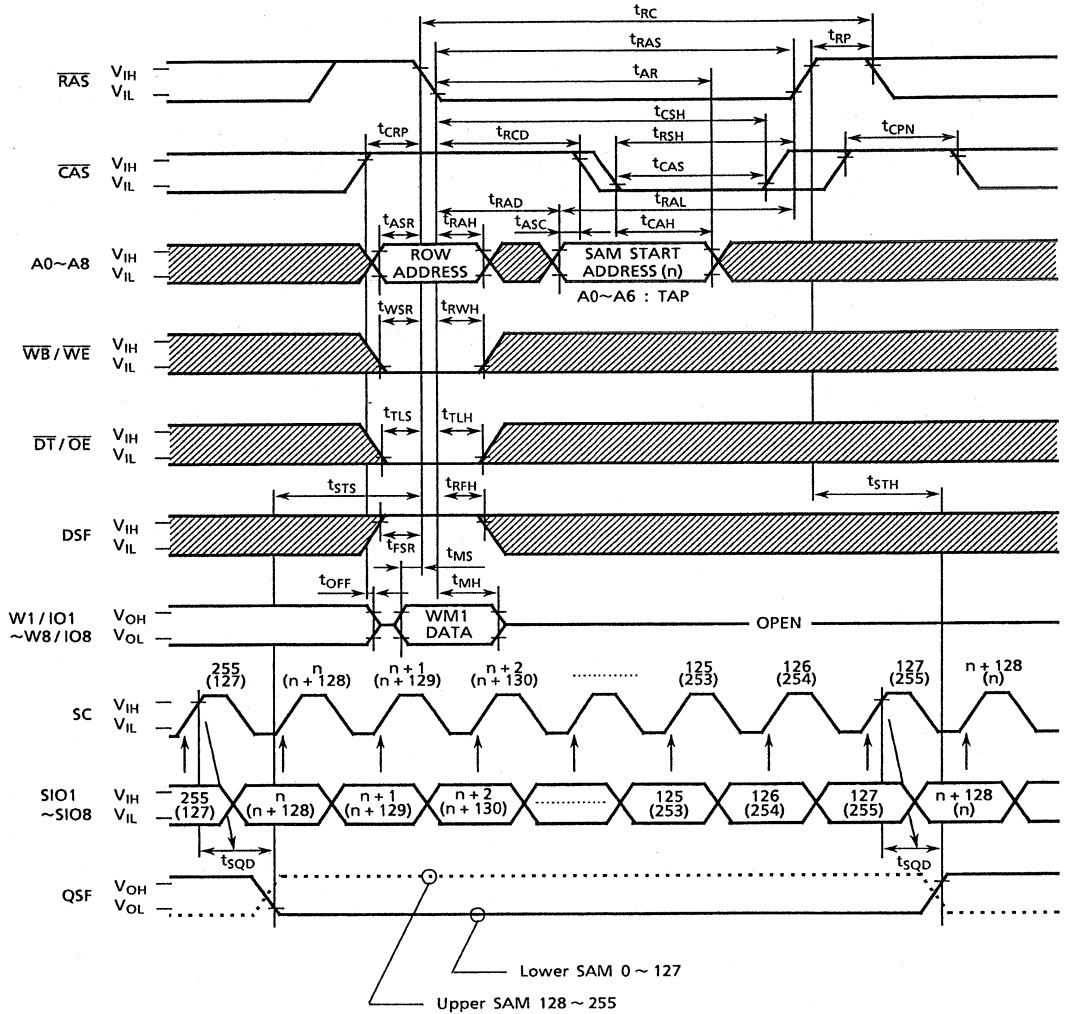 tRC
tRAS
tRP
RAS
VIH
VIL
tAR
tCSH
tCRP
tRCD
tRSH
tCPN
CAS
VIH
VIL
tCAS
tRAD
tRAL
tASR
tRAH
tASC
tCAH
A0~A8
VIH
VIL
ROW
ADDRESS
SAM START
ADDRESS (n)
A0~A6 : TAP
tWSR
tRWH
WB / WE
VIH
VIL
tTLS
tTLH
DT / OE
VIH
VIL
tSTS
tRFH
tSTH
DSF
VIH
VIL
tFSR
tMS
tOFF
tMH
W1 / IO1
~W8 / IO8
VOH
VOL
WM1
DATA
OPEN
255
(127)
n
(n + 128)
n + 1
(n + 129)
n + 2
(n + 130)
............
125
(253)
126
(254)
127
(255)
n + 128
(n)
SC
VIH
VIL
SIO1
~SIO8
VIH
VIL
255
(127)
n
(n + 128)
n + 1
(n + 129)
n + 2
(n + 130)
............
125
(253)
126
(254)
127
(255)
n + 128
(n)
tSQD
tSQD
QSF
VOH
VOL
Lower SAM 0 ~ 127
Upper SAM 128 ~ 255